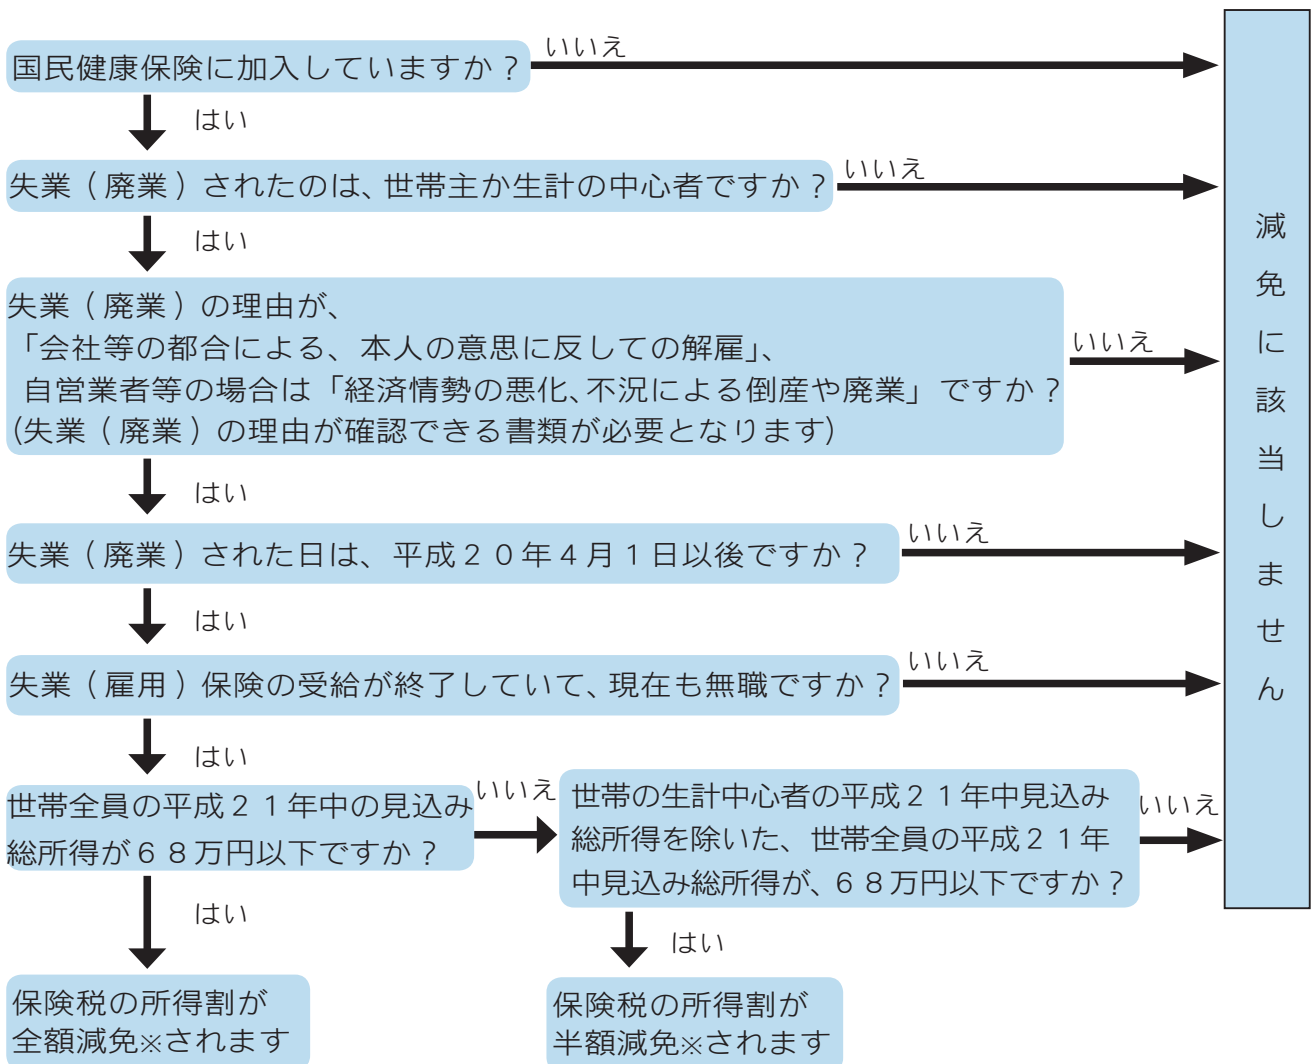 国民健康保険に加入していますか？
いいえ
はい
失業（廃業）されたのは、世帯主か生計の中心者ですか？
いいえ
はい
失業（廃業）の理由が、
「会社等の都合による、本人の意思に反しての解雇」、
自営業者等の場合は「経済情勢の悪化、不況による倒産や廃業」ですか？
(失業（廃業）の理由が確認できる書類が必要となります)
いいえ
はい
失業（廃業）された日は、平成２０年４月１日以後ですか？
いいえ
はい
失業（雇用）保険の受給が終了していて、現在も無職ですか？
いいえ
はい
世帯全員の平成２１年中の見込み
総所得が６８万円以下ですか？
いいえ
世帯の生計中心者の平成２１年中見込み
総所得を除いた、世帯全員の平成２１年
中見込み総所得が、６８万円以下ですか？
いいえ
はい
はい
保険税の所得割が
全額減免※されます
保険税の所得割が
半額減免※されます
減免に該当しません